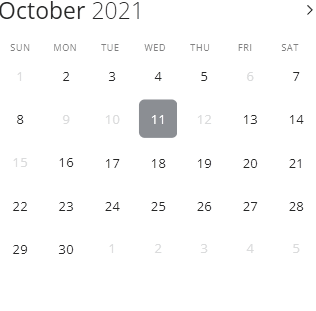 October 2021
SUN MON TUE WED THU FRI SAT
1 2 3 4 5 6 7
8 9 10 11 12 13 14
15 16 17 18 19 20 21
22 23 24 25 26 27 28
29 30 1 2 3 4 5